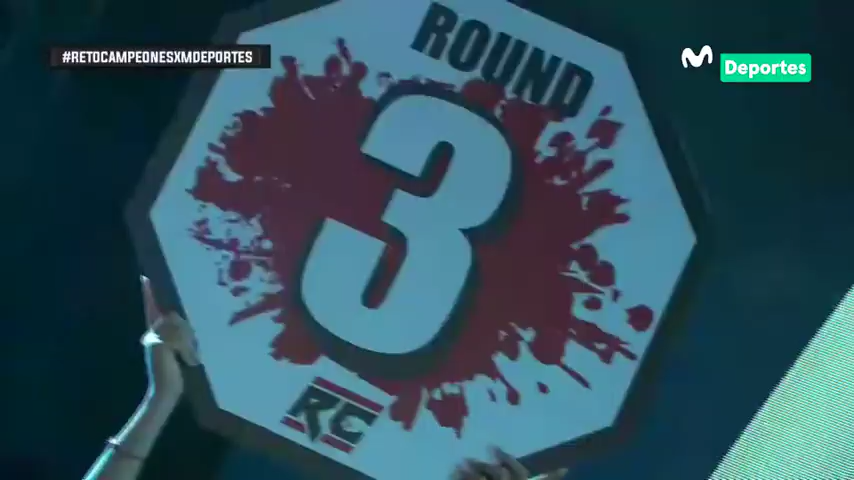 #RETOCAMPEONESXMDEPORTES
Deportes
ROUND
3
RC